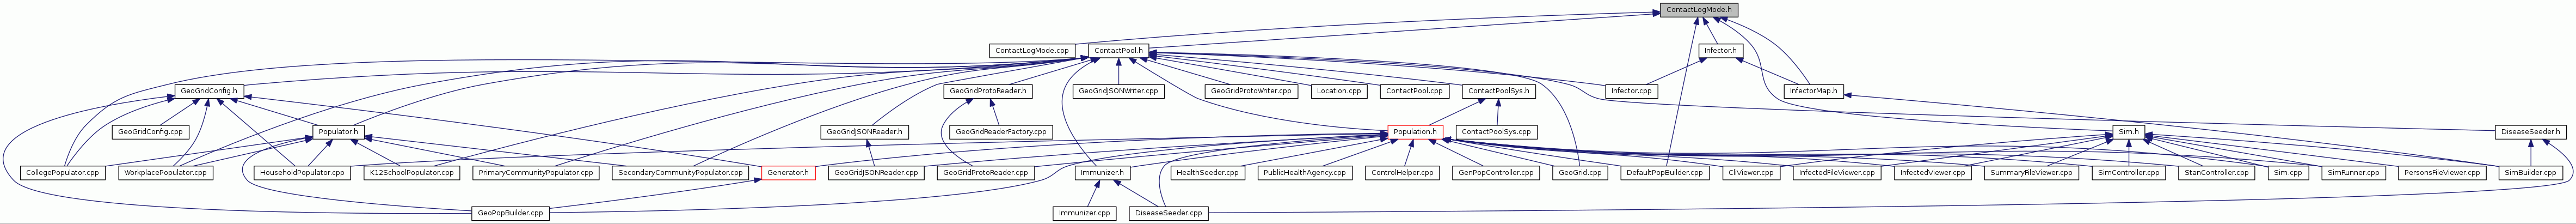 ContactLogMode.h
ContactLogMode.cpp
ContactPool.h
Infector.h
GeoGridConfig.h
GeoGridProtoReader.h
GeoGridJSONWriter.cpp
GeoGridProtoWriter.cpp
Location.cpp
ContactPool.cpp
ContactPoolSys.h
Infector.cpp
InfectorMap.h
GeoGridConfig.cpp
Populator.h
GeoGridJSONReader.h
GeoGridReaderFactory.cpp
Population.h
ContactPoolSys.cpp
Sim.h
DiseaseSeeder.h
CollegePopulator.cpp
WorkplacePopulator.cpp
HouseholdPopulator.cpp
K12SchoolPopulator.cpp
PrimaryCommunityPopulator.cpp
SecondaryCommunityPopulator.cpp
Generator.h
GeoGridJSONReader.cpp
GeoGridProtoReader.cpp
Immunizer.h
HealthSeeder.cpp
PublicHealthAgency.cpp
ControlHelper.cpp
GenPopController.cpp
GeoGrid.cpp
DefaultPopBuilder.cpp
CliViewer.cpp
InfectedFileViewer.cpp
InfectedViewer.cpp
SummaryFileViewer.cpp
SimController.cpp
StanController.cpp
Sim.cpp
SimRunner.cpp
PersonsFileViewer.cpp
SimBuilder.cpp
GeoPopBuilder.cpp
Immunizer.cpp
DiseaseSeeder.cpp